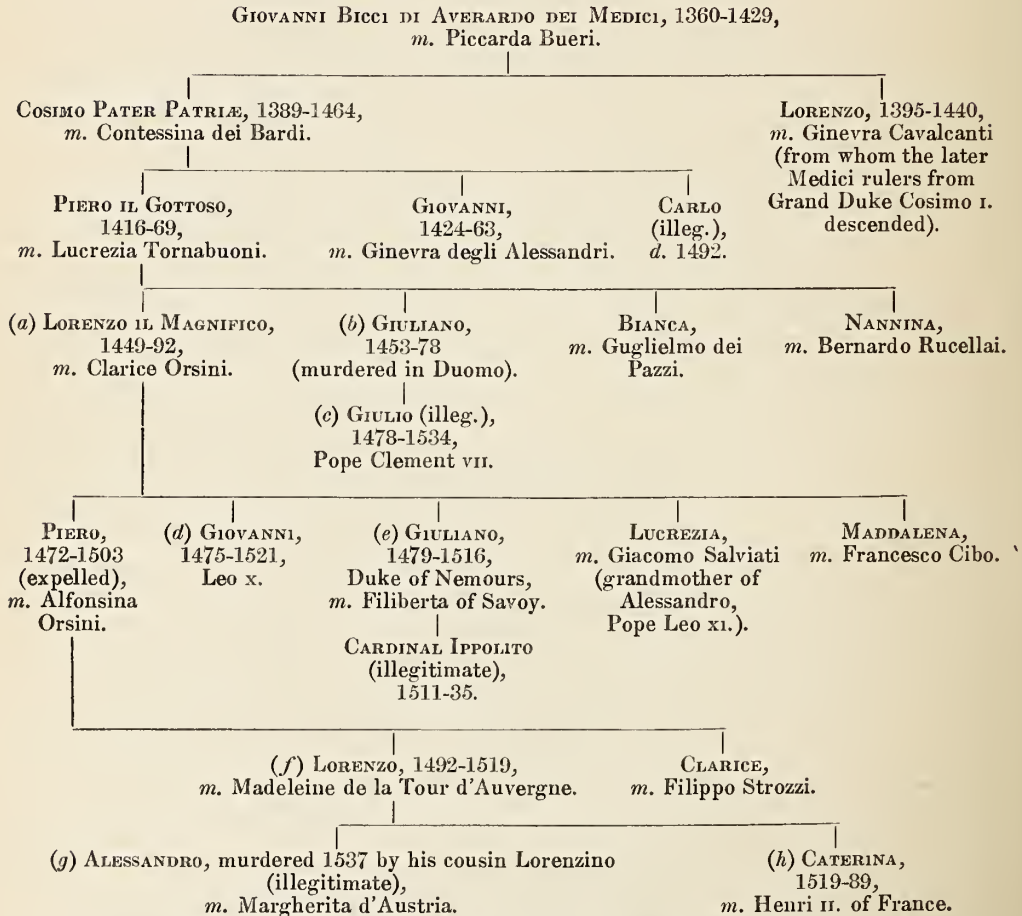 Giovanni Bicci di Averardo dei Medici, 1360-1429,
m. Piccarda Bueri.
Cosimo Pater Patriæ, 1389-1464,
m. Contessina dei Bardi.
Lorenzo, 1395-1440,
m. Ginevra Cavalcanti
(from whom the later
Medici rulers from
Grand Duke Cosimo I.
descended).
Piero il Gottoso,
1416-69,
m. Lucrezia Tornabuoni.
Giovanni,
1424-63,
m. Ginevra degli Alessandri.
Carlo
(illeg.),
d. 1492.
(a) Lorenzo il Magnifico,
1449-92,
m. Clarice Orsini.
(b) Giuliano,
1453-78
(murdered in Duomo).
Bianca,
m. Guglielmo dei
Pazzi.
Nannina,
m. Bernardo Rucellai.
(c) Giulio (illeg.),
1478-1534,
Pope Clement VII.
Piero,
1472-1503
(expelled),
m. Alfonsina
Orsini.
(d) Giovanni,
1475-1521,
Leo X.
(e) Giuliano,
1479-1516,
Duke of Nemours,
m. Filiberta of Savoy.
Lucrezia,
m. Giacomo Salviati
(grandmother of
Alessandro,
Pope Leo XI.).
Maddalena,
m. Francesco Cibo.
Cardinal Ippolito
(illegitimate),
1511-35.
(f) Lorenzo, 1492-1519,
m. Madeleine de la Tour d'Auvergne.
Clarice,
m. Filippo Strozzi.
(g) Alessandro, murdered 1537 by his cousin Lorenzino
(illegitimate),
m. Margherita d'Austria.
(h) Caterina,
1519-89,
m. Henri II. of France.